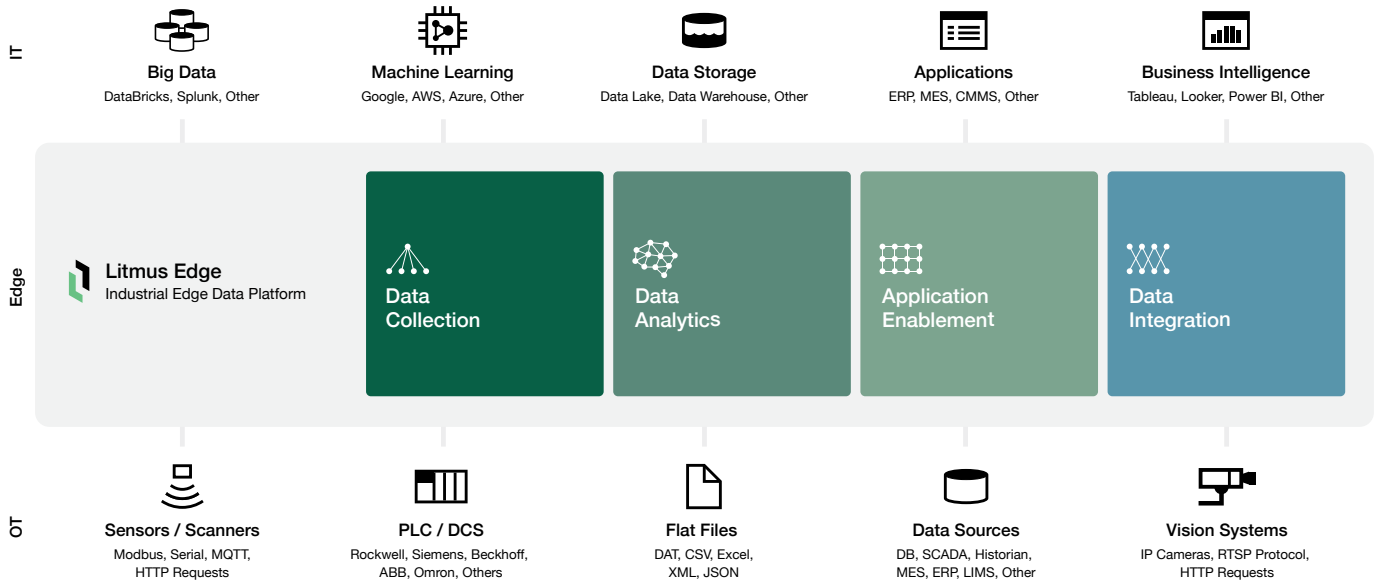 IT
Big Data
DataBricks, Splunk, Other
Machine Learning
Google, AWS, Azure, Other
Data Storage
Data Lake, Data Warehouse, Other
Applications
ERP, MES, CMMS, Other
Business Intelligence
Tableau, Looker, Power BI, Other
Edge
Litmus Edge
Industrial Edge Data Platform
Data
Collection
Data
Analytics
Application
Enablement
Data
Integration
OT
Sensors / Scanners
Modbus, Serial, MQTT,
HTTP Requests
PLC / DCS
Rockwell, Siemens, Beckhoff,
ABB, Omron, Others
Flat Files
DAT, CSV, Excel,
XML, JSON
Data Sources
DB, SCADA, Historian,
MES, ERP, LIMS, Other
Vision Systems
IP Cameras, RTSP Protocol,
HTTP Requests